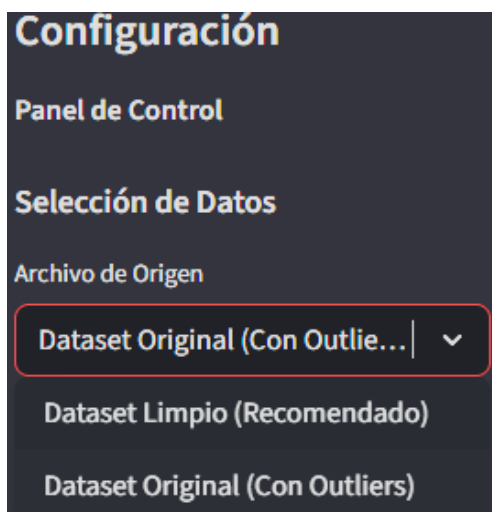 Configuración
Panel de Control
Selección de Datos
Archivo de Origen
Dataset Original (Con Outlie...
Dataset Limpio (Recomendado)
Dataset Original (Con Outliers)